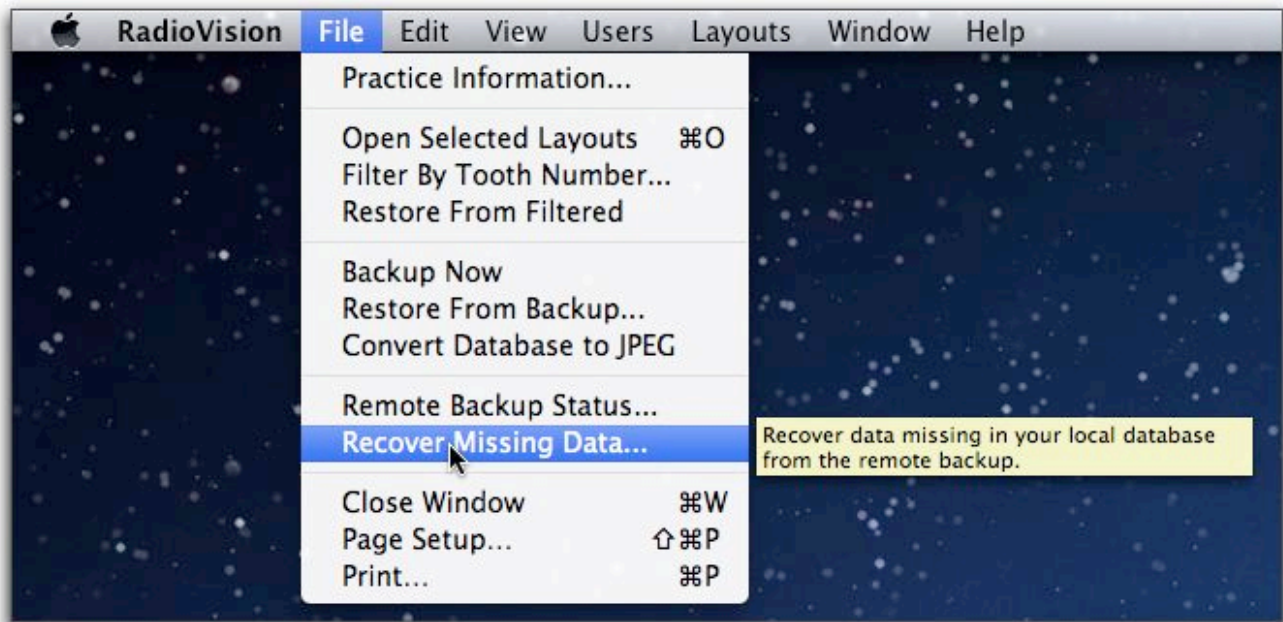 RadioVision File Edit View Users Layouts Window Help
Practice Information...
Open Selected Layouts ⌘O
Filter By Tooth Number...
Restore From Filtered
Backup Now
Restore From Backup...
Convert Database to JPEG
Remote Backup Status...
Recover Missing Data...
Recover data missing in your local database
from the remote backup.
Close Window ⌘W
Page Setup... ⇧⌘P
Print... ⌘P